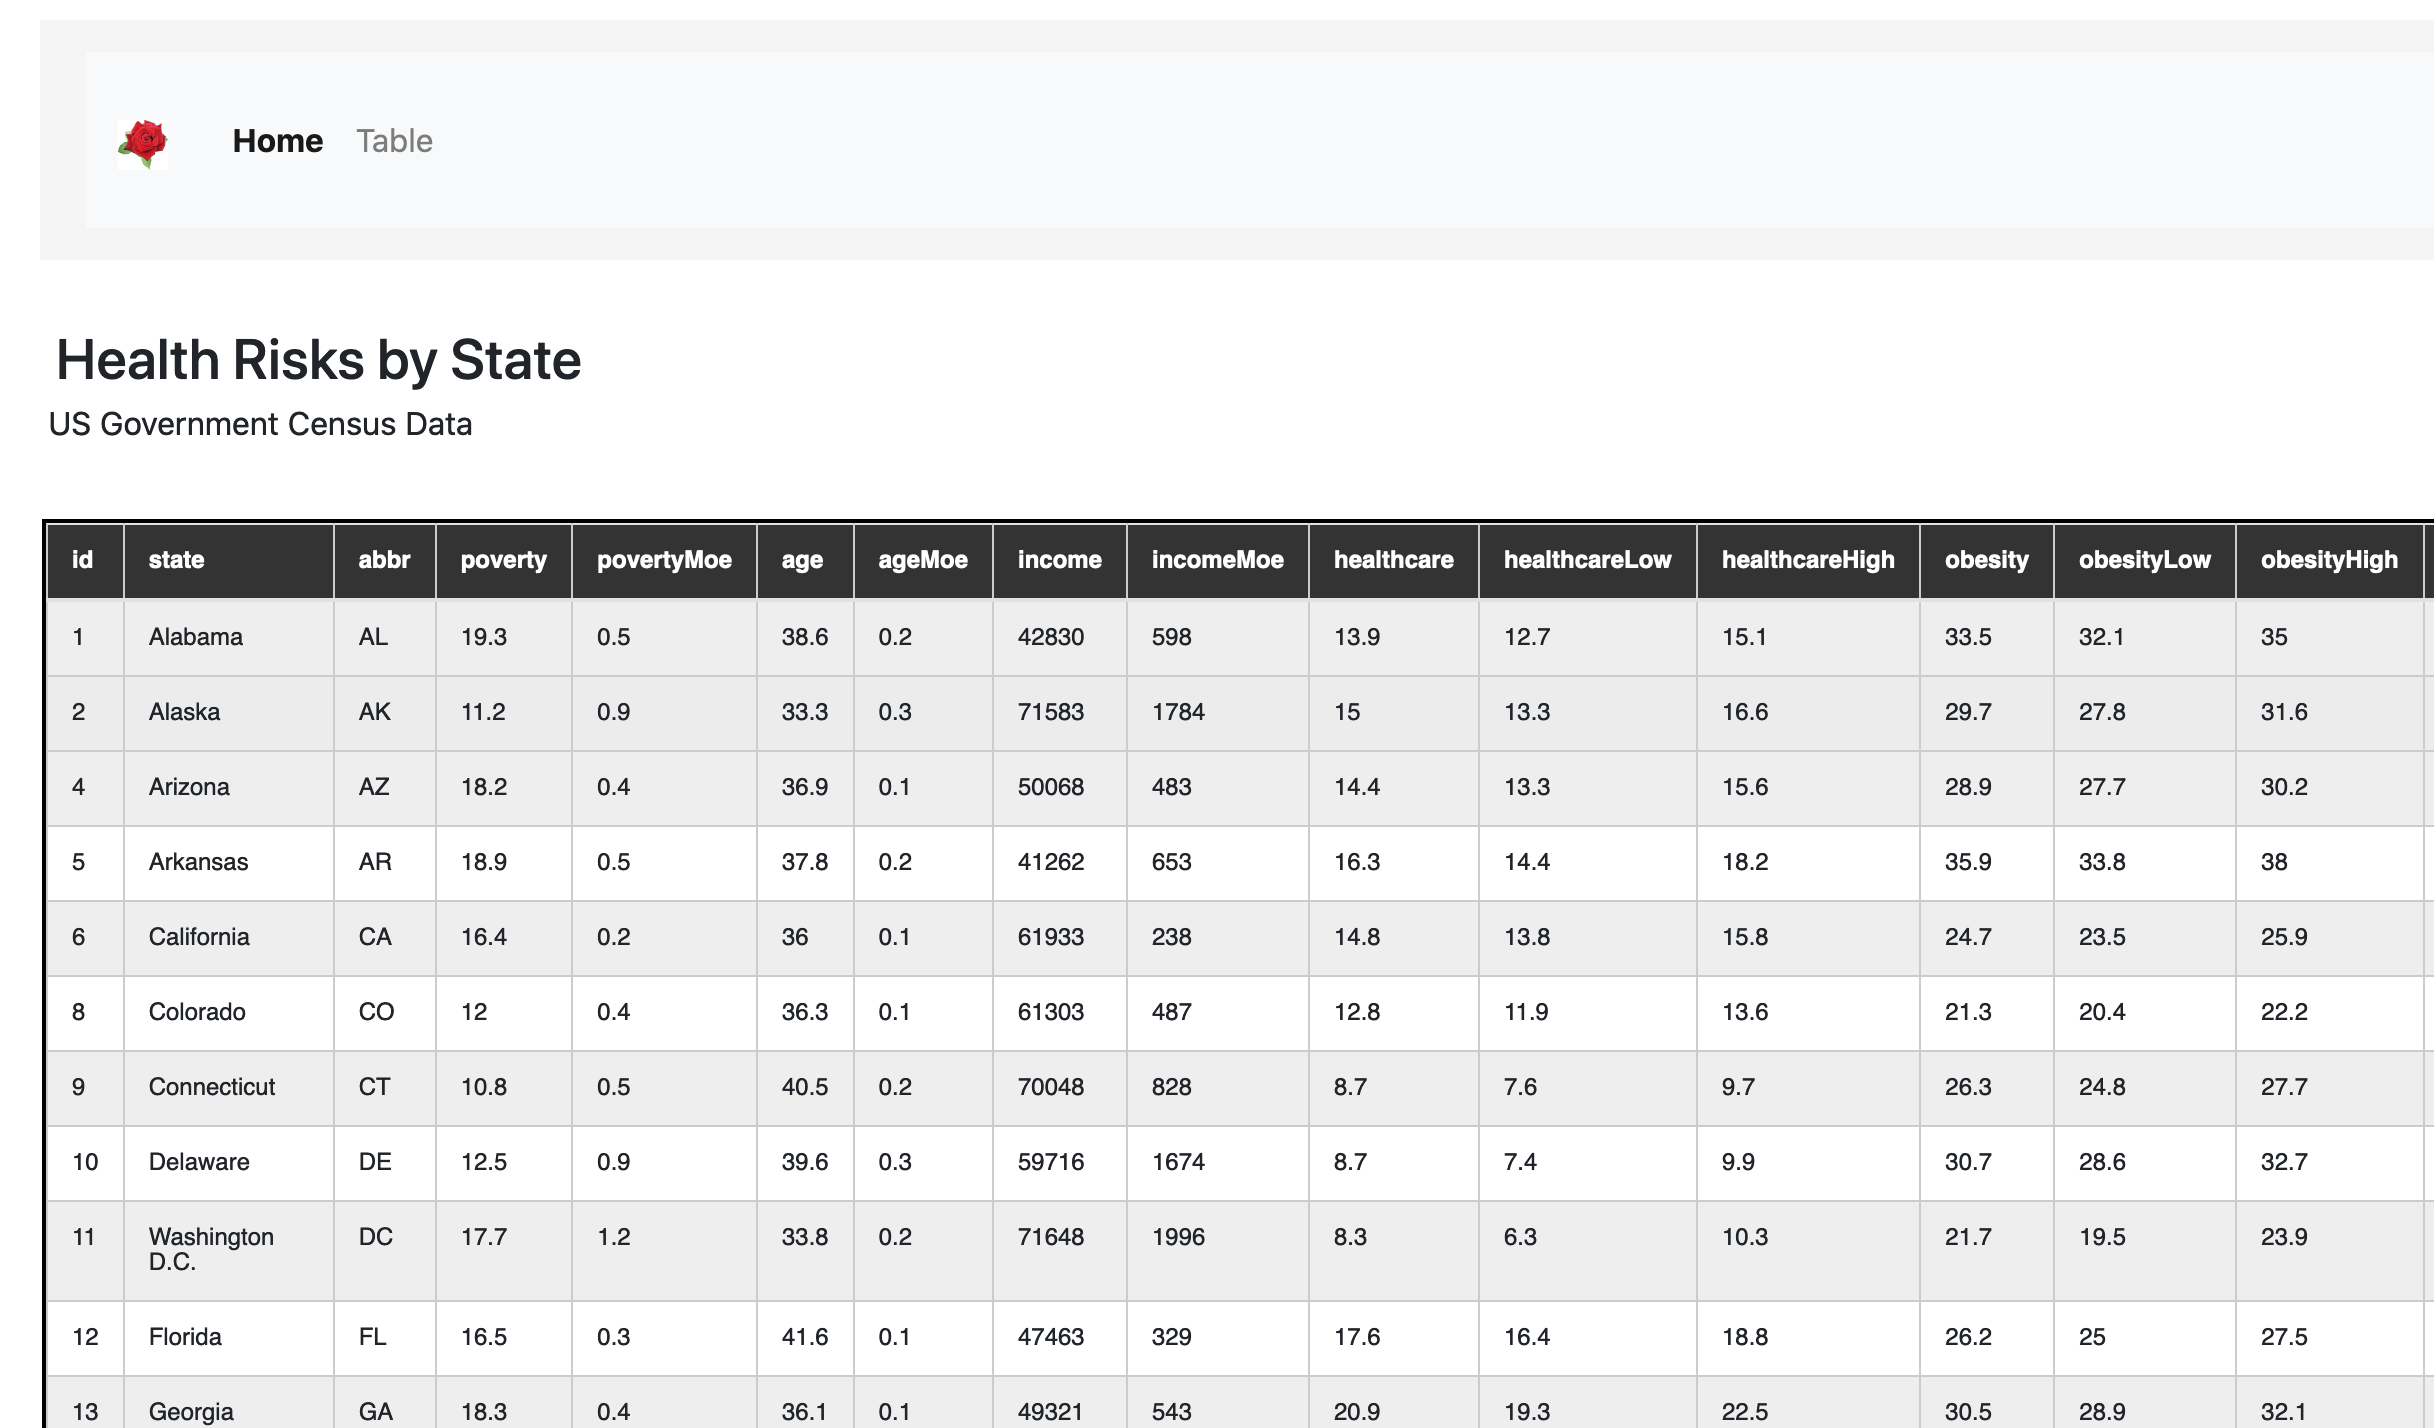 Home Table
Health Risks by State
US Government Census Data
id state abbr poverty povertyMoe age ageMoe income incomeMoe healthcare healthcareLow healthcareHigh obesity obesityLow obesityHigh
1 Alabama AL 19.3 0.5 38.6 0.2 42830 598 13.9 12.7 15.1 33.5 32.1 35
2 Alaska AK 11.2 0.9 33.3 0.3 71583 1784 15 13.3 16.6 29.7 27.8 31.6
4 Arizona AZ 18.2 0.4 36.9 0.1 50068 483 14.4 13.3 15.6 28.9 27.7 30.2
5 Arkansas AR 18.9 0.5 37.8 0.2 41262 653 16.3 14.4 18.2 35.9 33.8 38
6 California CA 16.4 0.2 36 0.1 61933 238 14.8 13.8 15.8 24.7 23.5 25.9
8 Colorado CO 12 0.4 36.3 0.1 61303 487 12.8 11.9 13.6 21.3 20.4 22.2
9 Connecticut CT 10.8 0.5 40.5 0.2 70048 828 8.7 7.6 9.7 26.3 24.8 27.7
10 Delaware DE 12.5 0.9 39.6 0.3 59716 1674 8.7 7.4 9.9 30.7 28.6 32.7
11 Washington DC 17.7 1.2 33.8 0.2 71648 1996 8.3 6.3 10.3 21.7 19.5 23.9
D.C.
12 Florida FL 16.5 0.3 41.6 0.1 47463 329 17.6 16.4 18.8 26.2 25 27.5
13 Georgia GA 18.3 0.4 36.1 0.1 49321 543 20.9 19.3 22.5 30.5 28.9 32.1